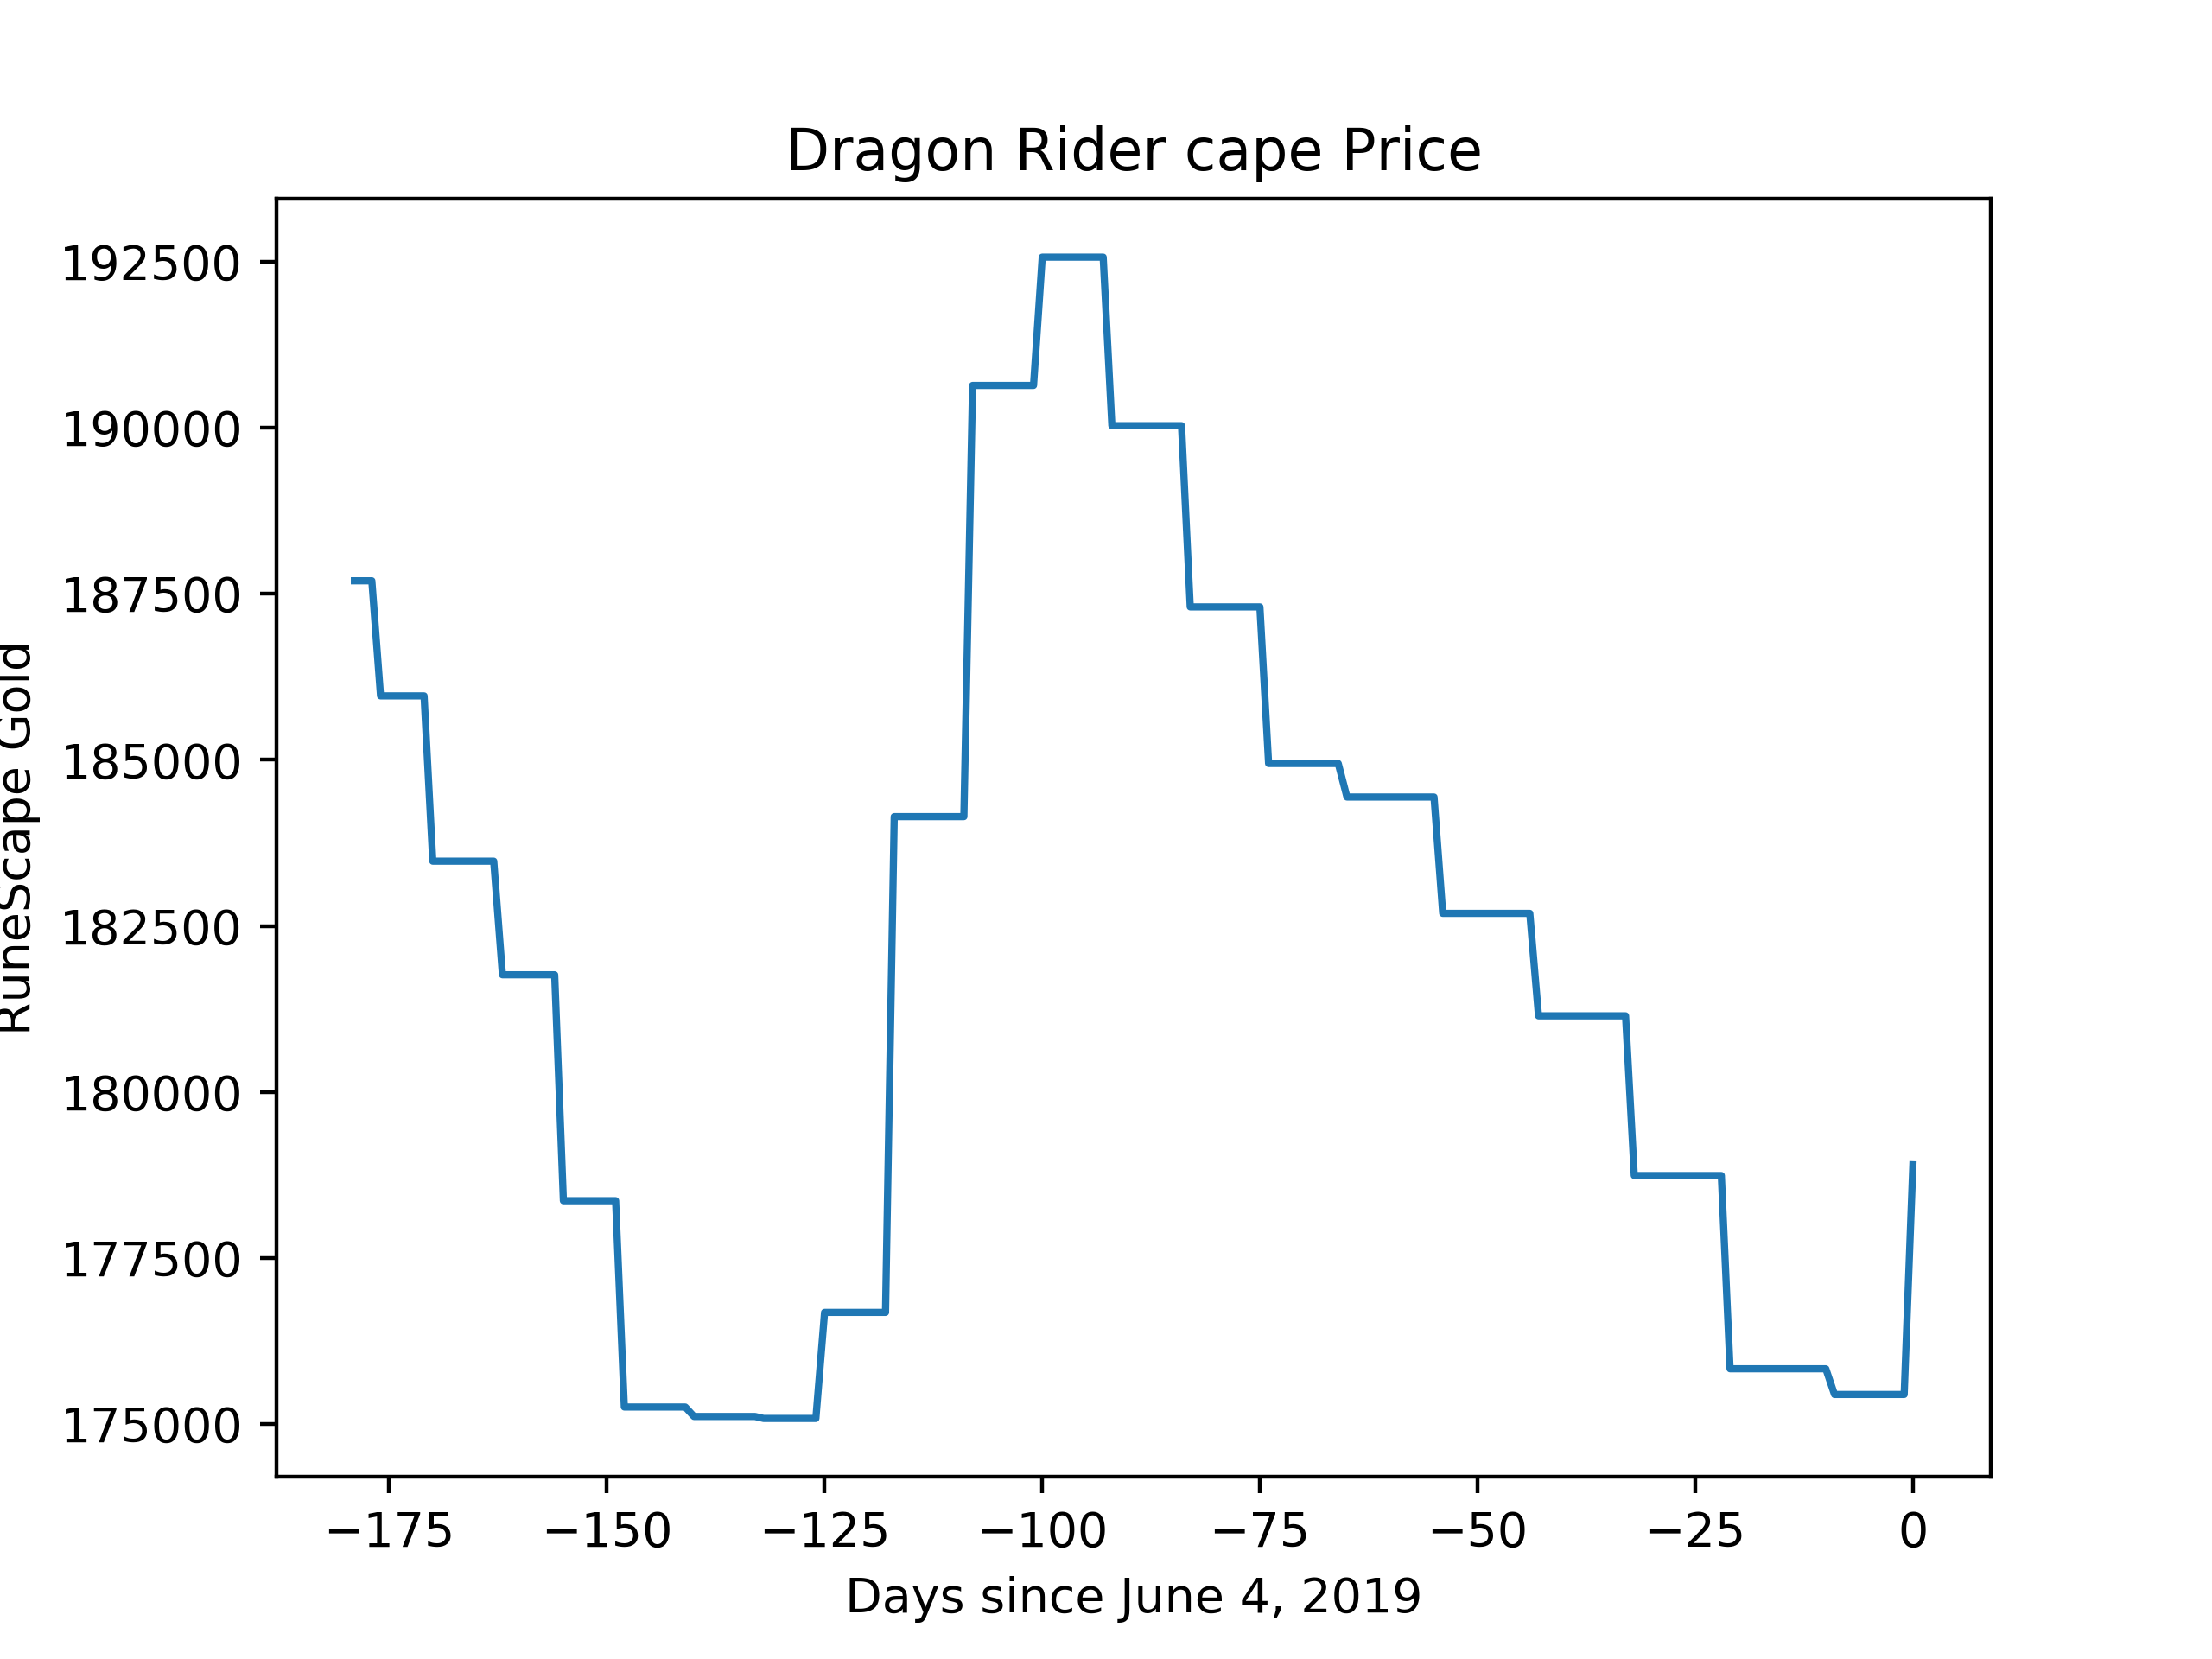 Dragon Rider cape Price
192500
190000
187500
185000
182500
180000
177500
175000
RuneScape Gold
−175 −150 −125 −100 −75 −50 −25 0
Days since June 4, 2019